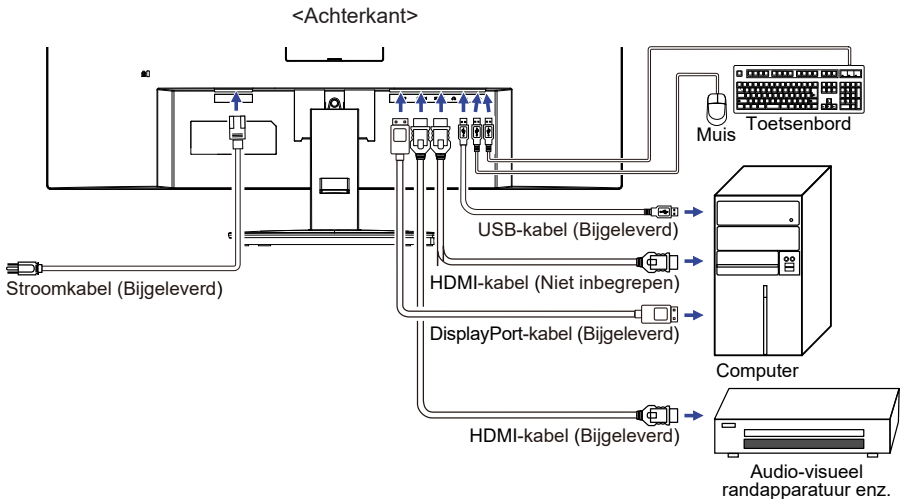 <Achterkant>
Muis
Toetsenbord
USB-kabel (Bijgeleverd)
HDMI-kabel (Niet inbegrepen)
Stroomkabel (Bijgeleverd)
DisplayPort-kabel (Bijgeleverd)
Computer
HDMI-kabel (Bijgeleverd)
Audio-visueel
randapparatuur enz.